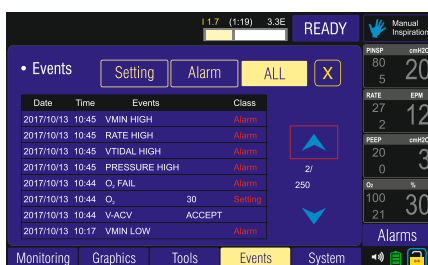 I 1.7 (1:19) 3.3E READY Manual Inspiration
• Events Setting Alarm ALL X
Date Time Events Class
2017/10/13 10:45 VMIN HIGH Alarm
2017/10/13 10:45 RATE HIGH Alarm
2017/10/13 10:45 VTIDAL HIGH Alarm
2017/10/13 10:45 PRESSURE HIGH Alarm
2017/10/13 10:44 O₂ FAIL Alarm
2017/10/13 10:44 O₂ 30 Setting
2017/10/13 10:44 V-ACV ACCEPT
2017/10/13 10:17 VMIN LOW Alarm
2/
250
PINSP cmH2O
80
5
20
RATE BPM
27
2
12
PEEP cmH2O
20
0
3
O₂ %
100
21
30
Alarms
Monitoring Graphics Tools Events System